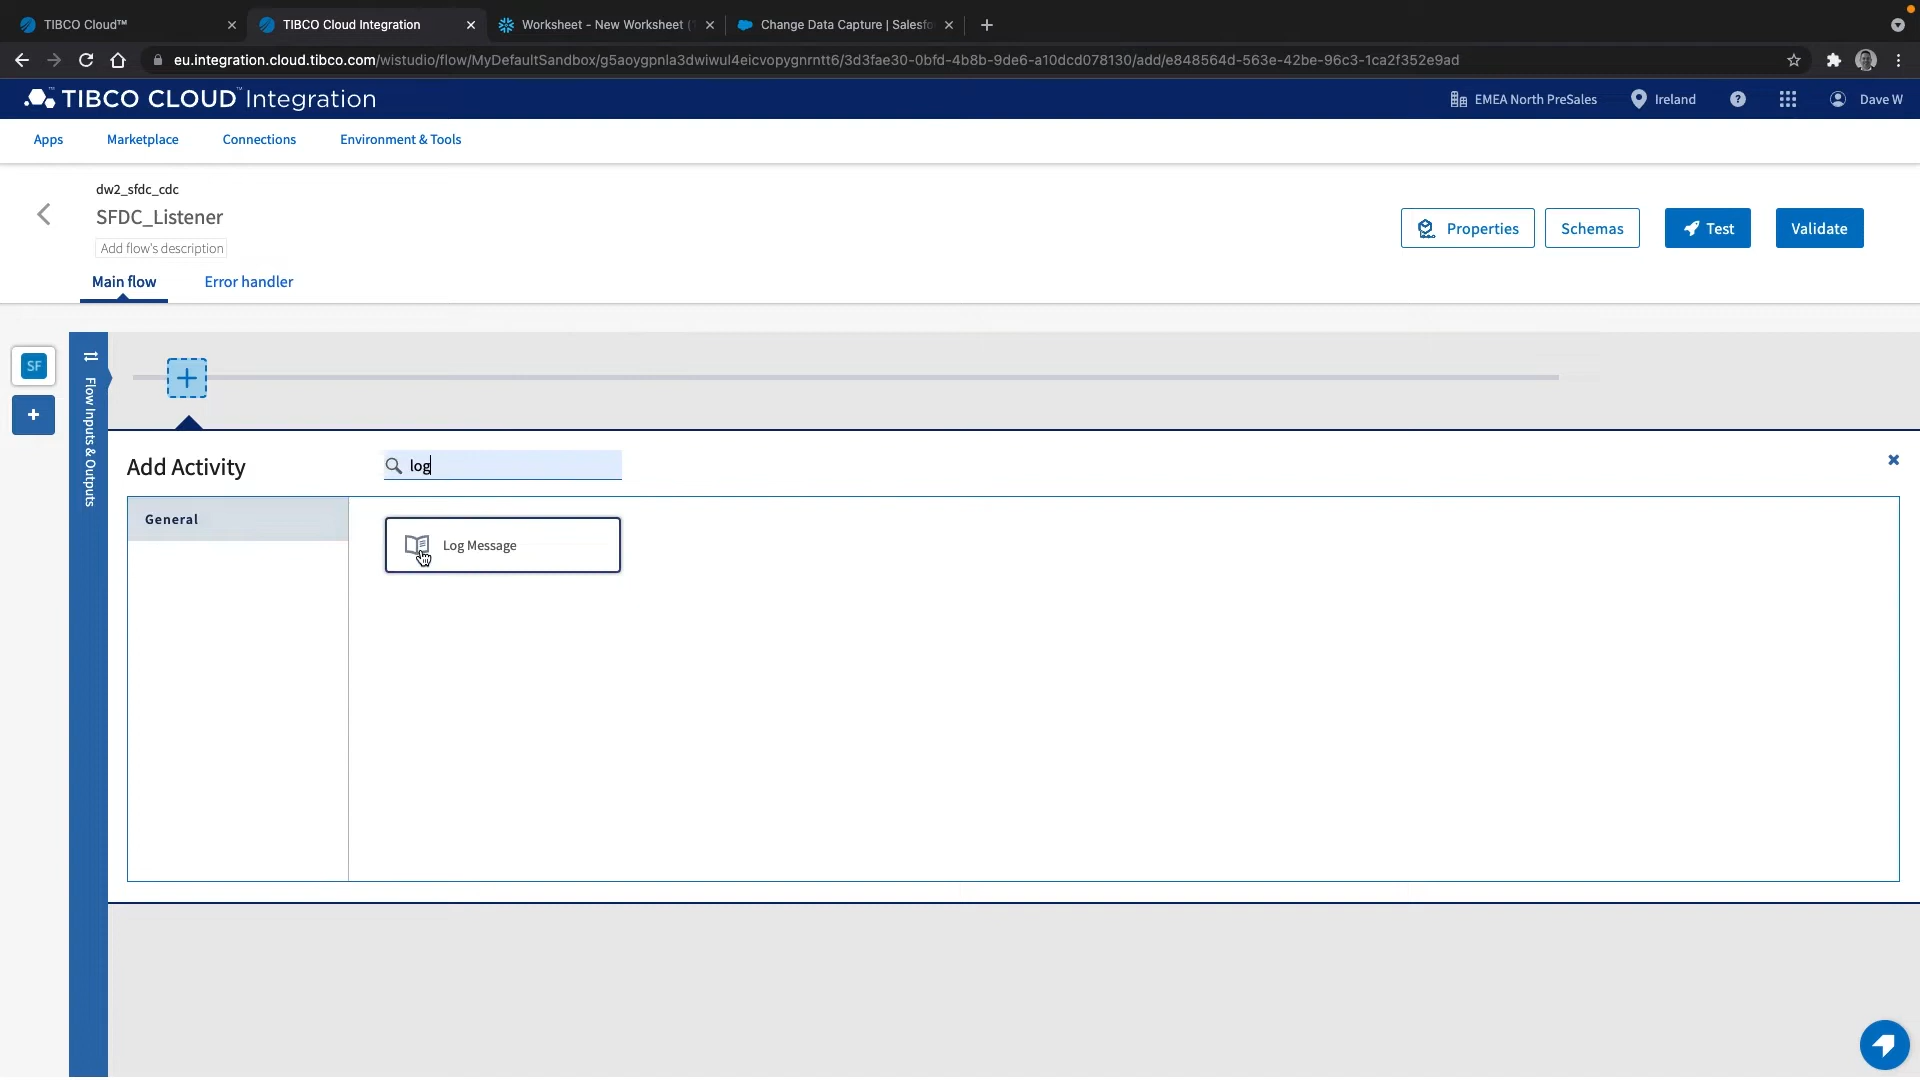 TIBCO Cloud™
TIBCO Cloud Integration
Worksheet - New Worksheet (
Change Data Capture | Salesfo
eu.integration.cloud.tibco.com/wistudio/flow/MyDefaultSandbox/g5aoygpnla3dwiwul4eicvopygnrntt6/3d3fae30-0bfd-4b8b-9de6-a10dcd078130/add/e848564d-563e-42be-96c3-1ca2f352e9ad
TIBCO CLOUD™ Integration
EMEA North PreSales
Ireland
?
Dave W
Apps
Marketplace
Connections
Environment & Tools
dw2_sfdc_cdc
SFDC_Listener
Add flow's description
Properties
Schemas
Test
Validate
Main flow
Error handler
SF
Flow Inputs & Outputs
Add Activity
log
General
Log Message